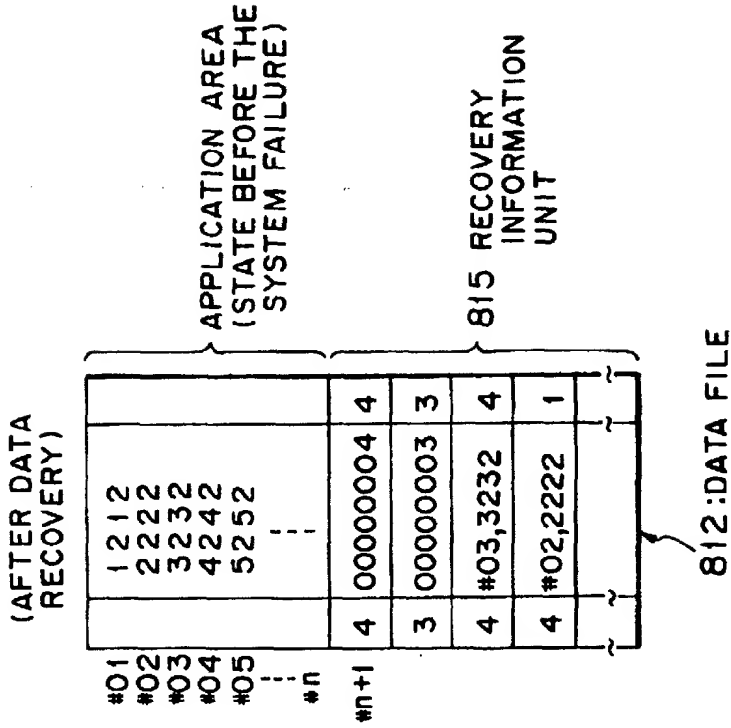 (AFTER DATA
RECOVERY)
#01 1212
#02 2222
#03 3232
#04 4242
#05 5252
---- ---
#n
APPLICATION AREA
(STATE BEFORE THE
SYSTEM FAILURE)
#n+1 4 00000004 4
3 00000003 3
4 #03,3232 4
4 #02,2222 1
815 RECOVERY
INFORMATION
UNIT
812:DATA FILE